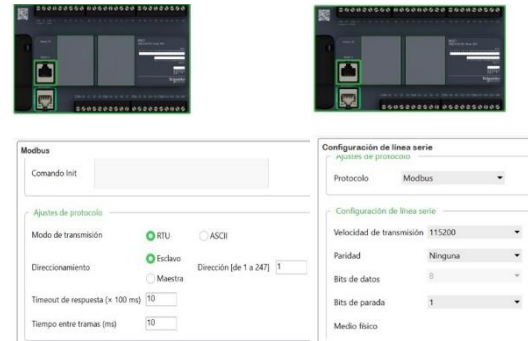 Modbus
Comando Init
Ajustes de protocolo
Modo de transmisión RTU ASCII
Direccionamiento Esclavo Maestra Dirección [de 1 a 247] 1
Timeout de respuesta (× 100 ms) 10
Tiempo entre tramas (ms) 10
Configuración de línea serie
Ajustes de protocolo
Protocolo Modbus
Configuración de línea serie
Velocidad de transmisión 115200
Paridad Ninguna
Bits de datos 8
Bits de parada 1
Medio físico